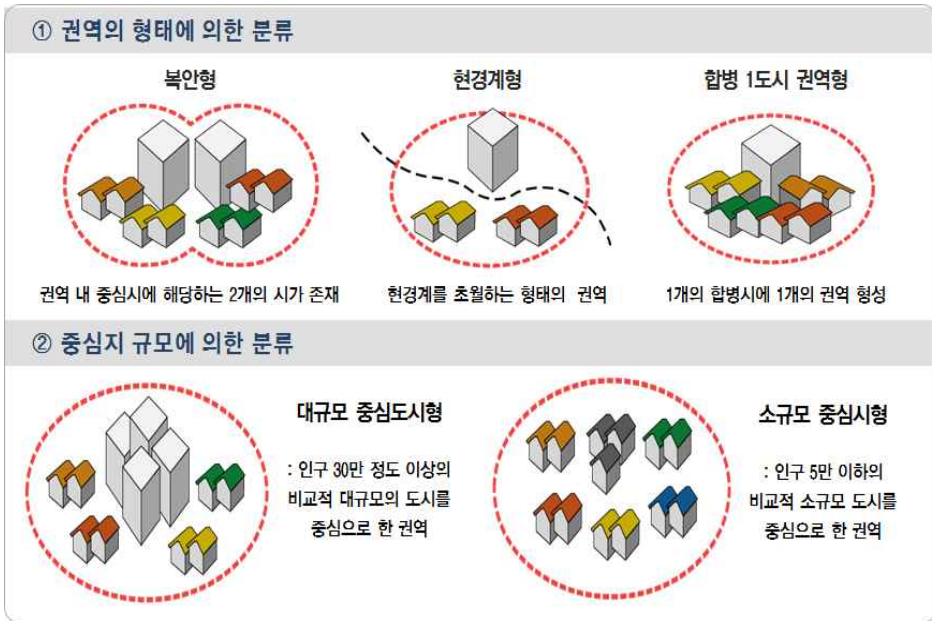 ① 권역의 형태에 의한 분류
복안형
현경계형
합병 1도시 권역형
권역 내 중심시에 해당하는 2개의 시가 존재
현경계를 초월하는 형태의 권역
1개의 합병시에 1개의 권역 형성
② 중심지 규모에 의한 분류
대규모 중심도시형
: 인구 30만 정도 이상의
비교적 대규모의 도시를
중심으로 한 권역
소규모 중심시형
: 인구 5만 이하의
비교적 소규모 도시를
중심으로 한 권역